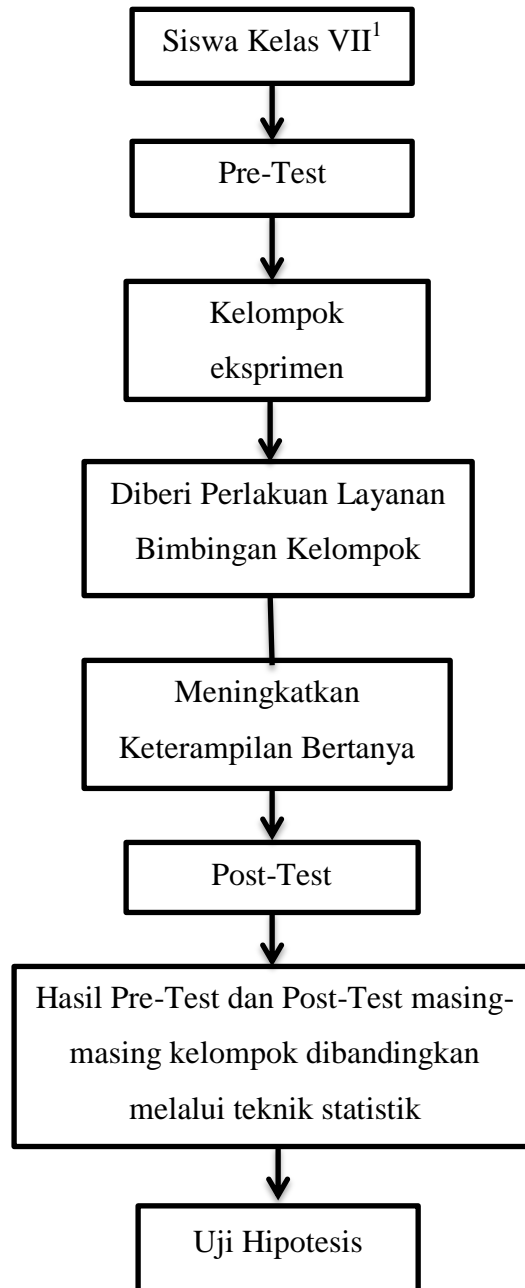 Siswa Kelas VII¹
Pre-Test
Kelompok
eksprimen
Diberi Perlakuan Layanan
Bimbingan Kelompok
Meningkatkan
Keterampilan Bertanya
Post-Test
Hasil Pre-Test dan Post-Test masing-
masing kelompok dibandingkan
melalui teknik statistik
Uji Hipotesis